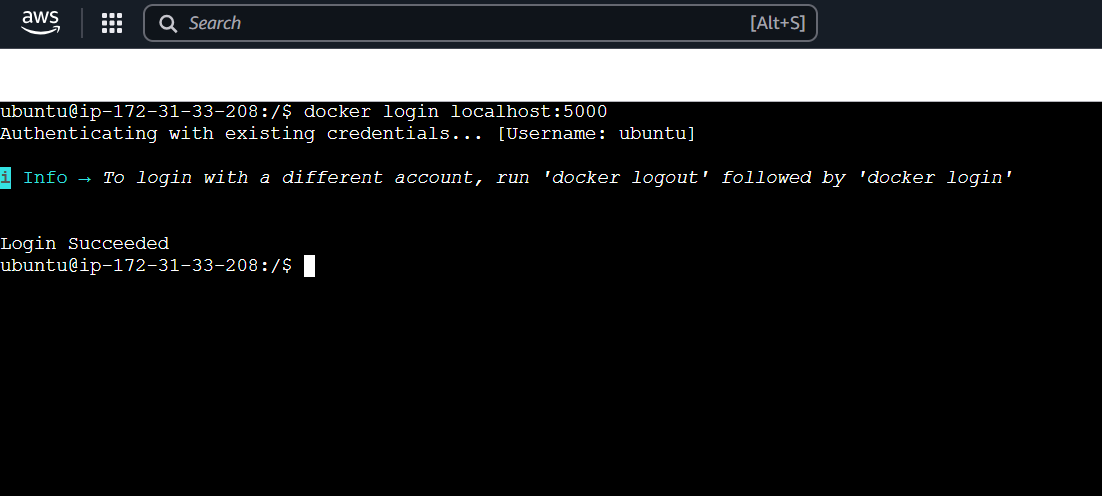 aws
Search [Alt+S]
ubuntu@ip-172-31-33-208:/$ docker login localhost:5000
Authenticating with existing credentials... [Username: ubuntu]
i Info → To login with a different account, run 'docker logout' followed by 'docker login'
Login Succeeded
ubuntu@ip-172-31-33-208:/$